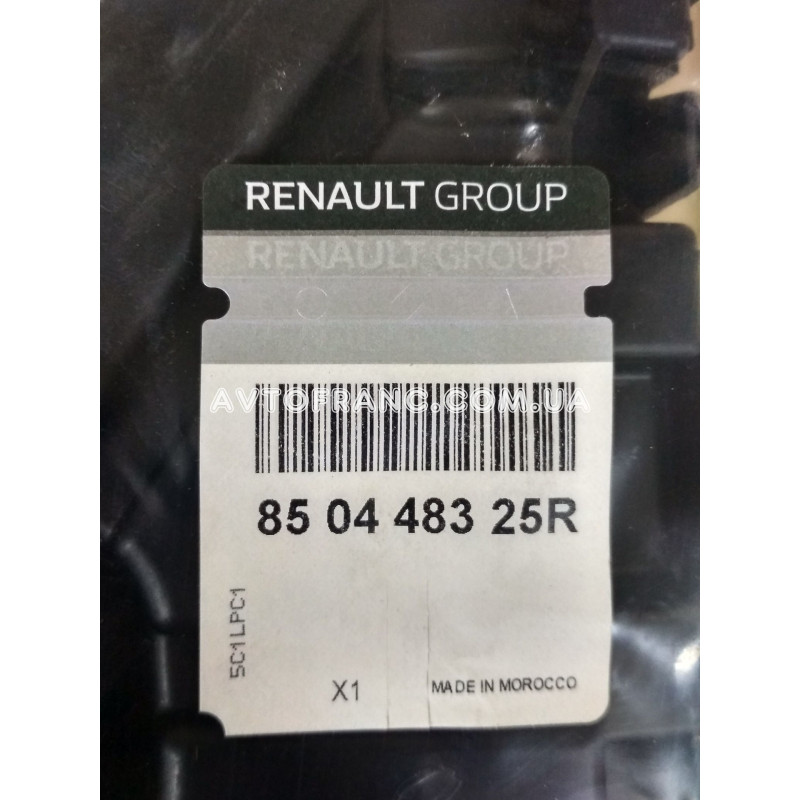 RENAULT GROUP
RENAULT GROUP
AVTOFRANC.COM.UA
85 04 483 25R
5C1LPC1
X1
MADE IN MOROCCO